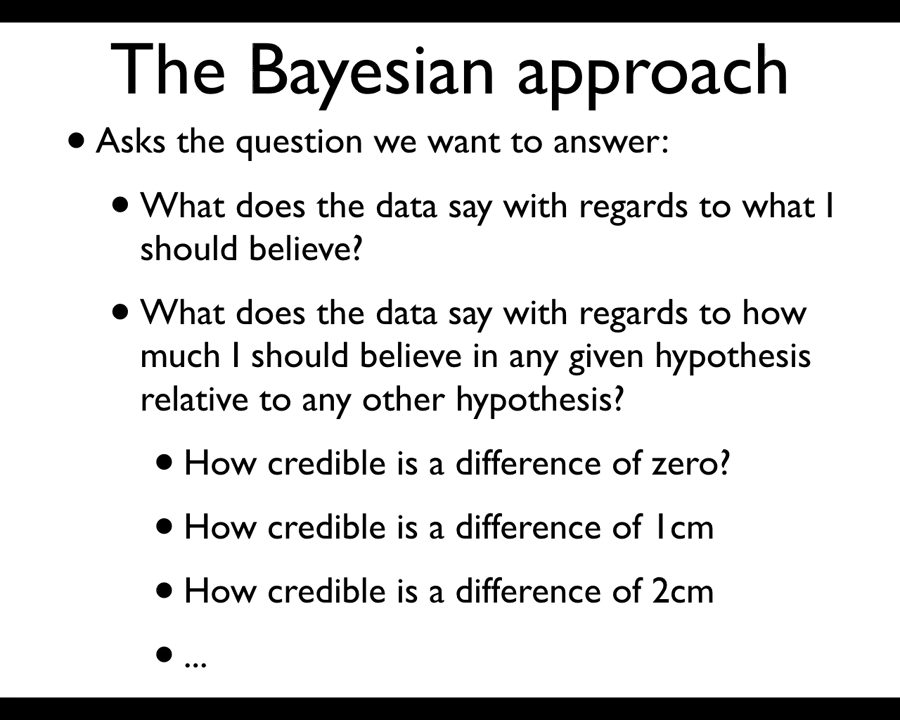 The Bayesian approach
• Asks the question we want to answer:
• What does the data say with regards to what I
should believe?
• What does the data say with regards to how
much I should believe in any given hypothesis
relative to any other hypothesis?
• How credible is a difference of zero?
• How credible is a difference of 1cm
• How credible is a difference of 2cm
• ...